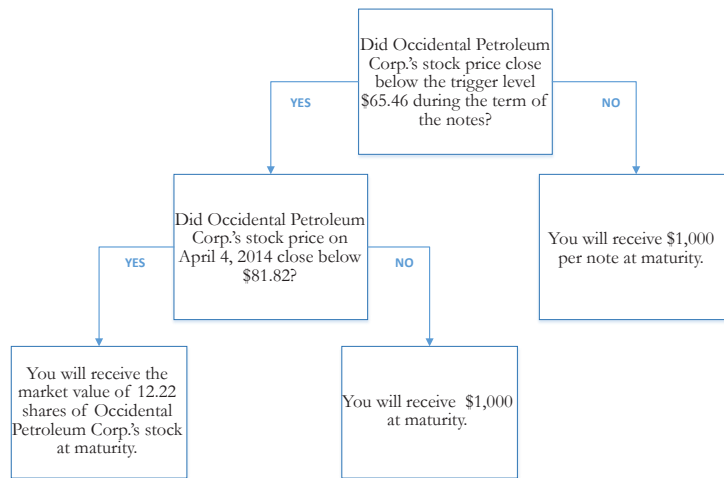 Did Occidental Petroleum
Corp.'s stock price close
below the trigger level
$65.46 during the term of
the notes?
YES
NO
Did Occidental Petroleum
Corp.'s stock price on
April 4, 2014 close below
$81.82?
You will receive $1,000
per note at maturity.
YES
NO
You will receive the
market value of 12.22
shares of Occidental
Petroleum Corp.'s stock
at maturity.
You will receive $1,000
at maturity.